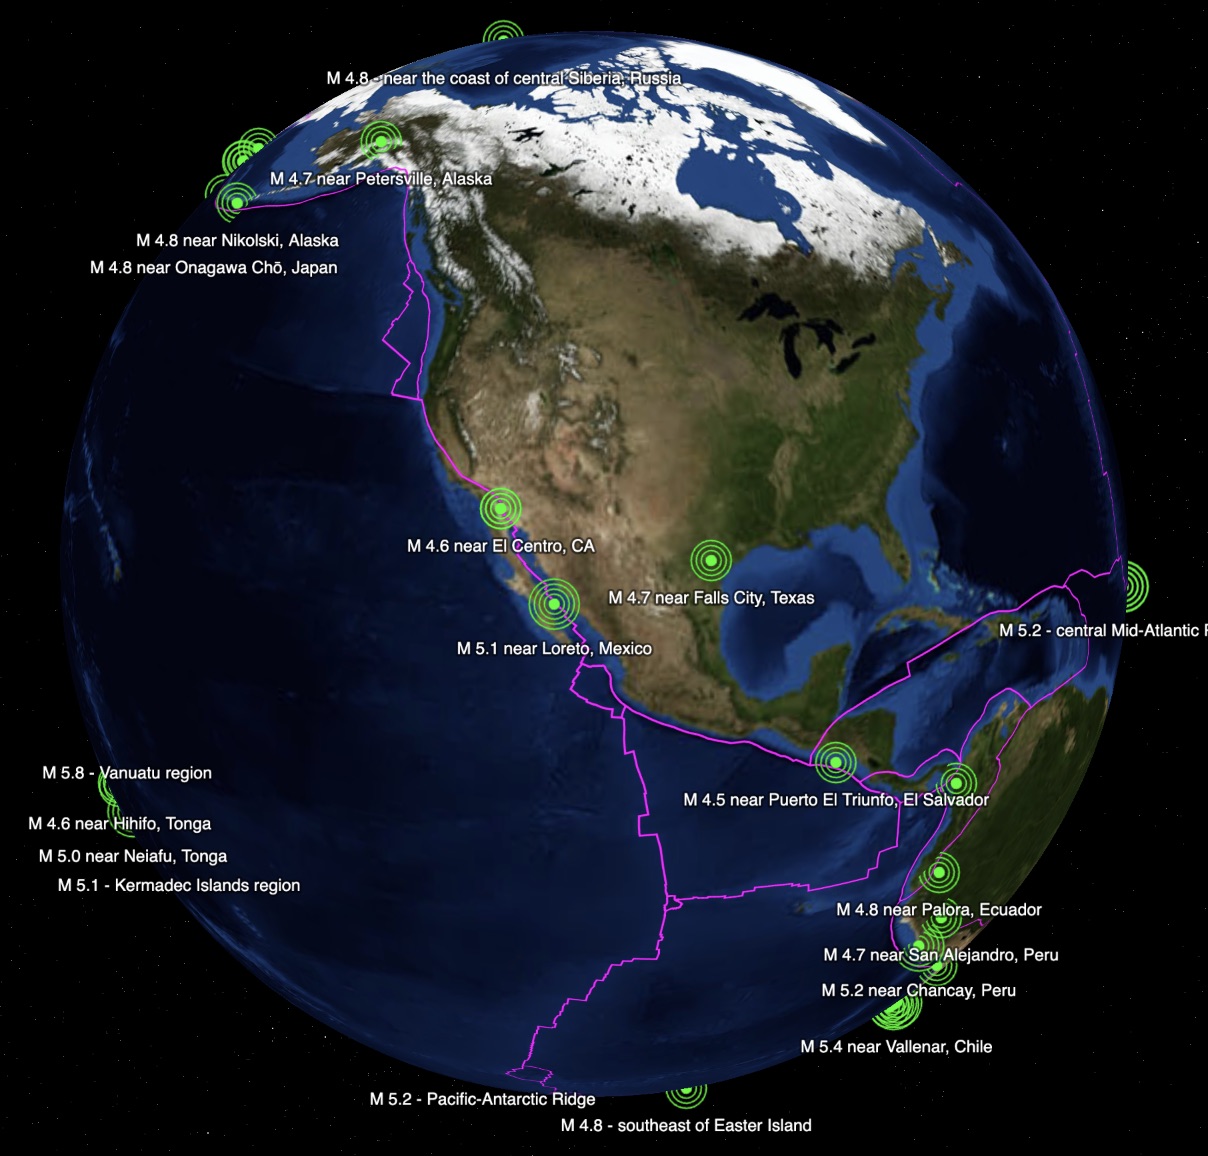 M 4.8 - near the coast of central Siberia, Russia
M 4.7 near Petersville, Alaska
M 4.8 near Nikolski, Alaska
M 4.8 near Onagawa Chō, Japan
M 4.6 near El Centro, CA
M 4.7 near Falls City, Texas
M 5.2 - central Mid-Atlantic
M 5.1 near Loreto, Mexico
M 5.8 - Vanuatu region
M 4.5 near Puerto El Triunfo, El Salvador
M 4.6 near Hihifo, Tonga
M 5.0 near Neiafu, Tonga
M 5.1 - Kermadec Islands region
M 4.8 near Palora, Ecuador
M 4.7 near San Alejandro, Peru
M 5.2 near Chancay, Peru
M 5.4 near Vallenar, Chile
M 5.2 - Pacific-Antarctic Ridge
M 4.8 - southeast of Easter Island